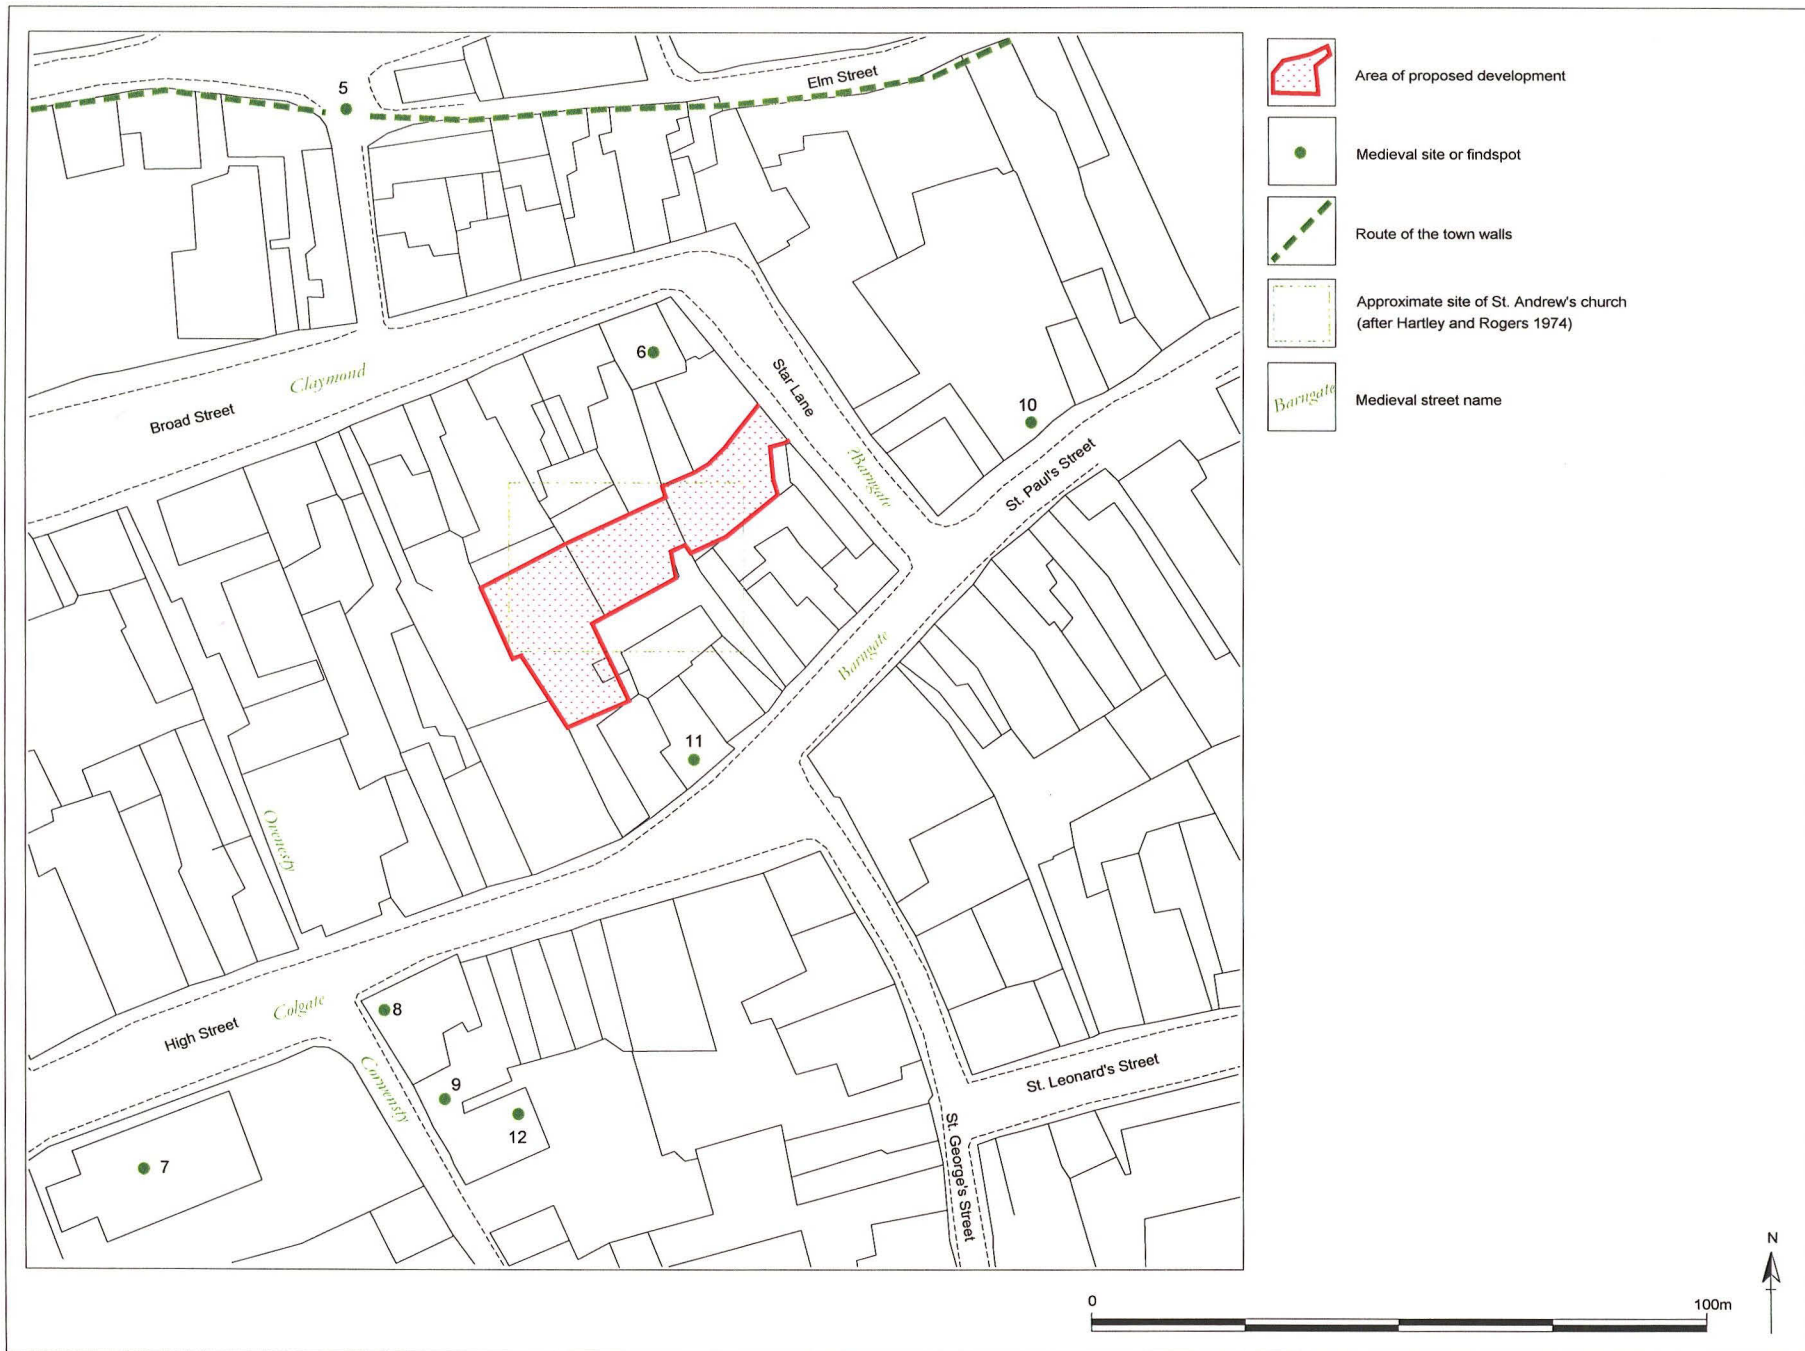 5
Elm Street
Area of proposed development
Medieval site or findspot
Route of the town walls
Approximate site of St. Andrew's church
(after Hartley and Rogers 1974)
Barngate
Medieval street name
6
Claymond
Broad Street
Star Lane
10
?Barngate
St. Paul's Street
Barngate
11
Orenesty
8
Colgate
High Street
Cornensty
9
12
7
St. Leonard's Street
St. George's Street
N
0
100m